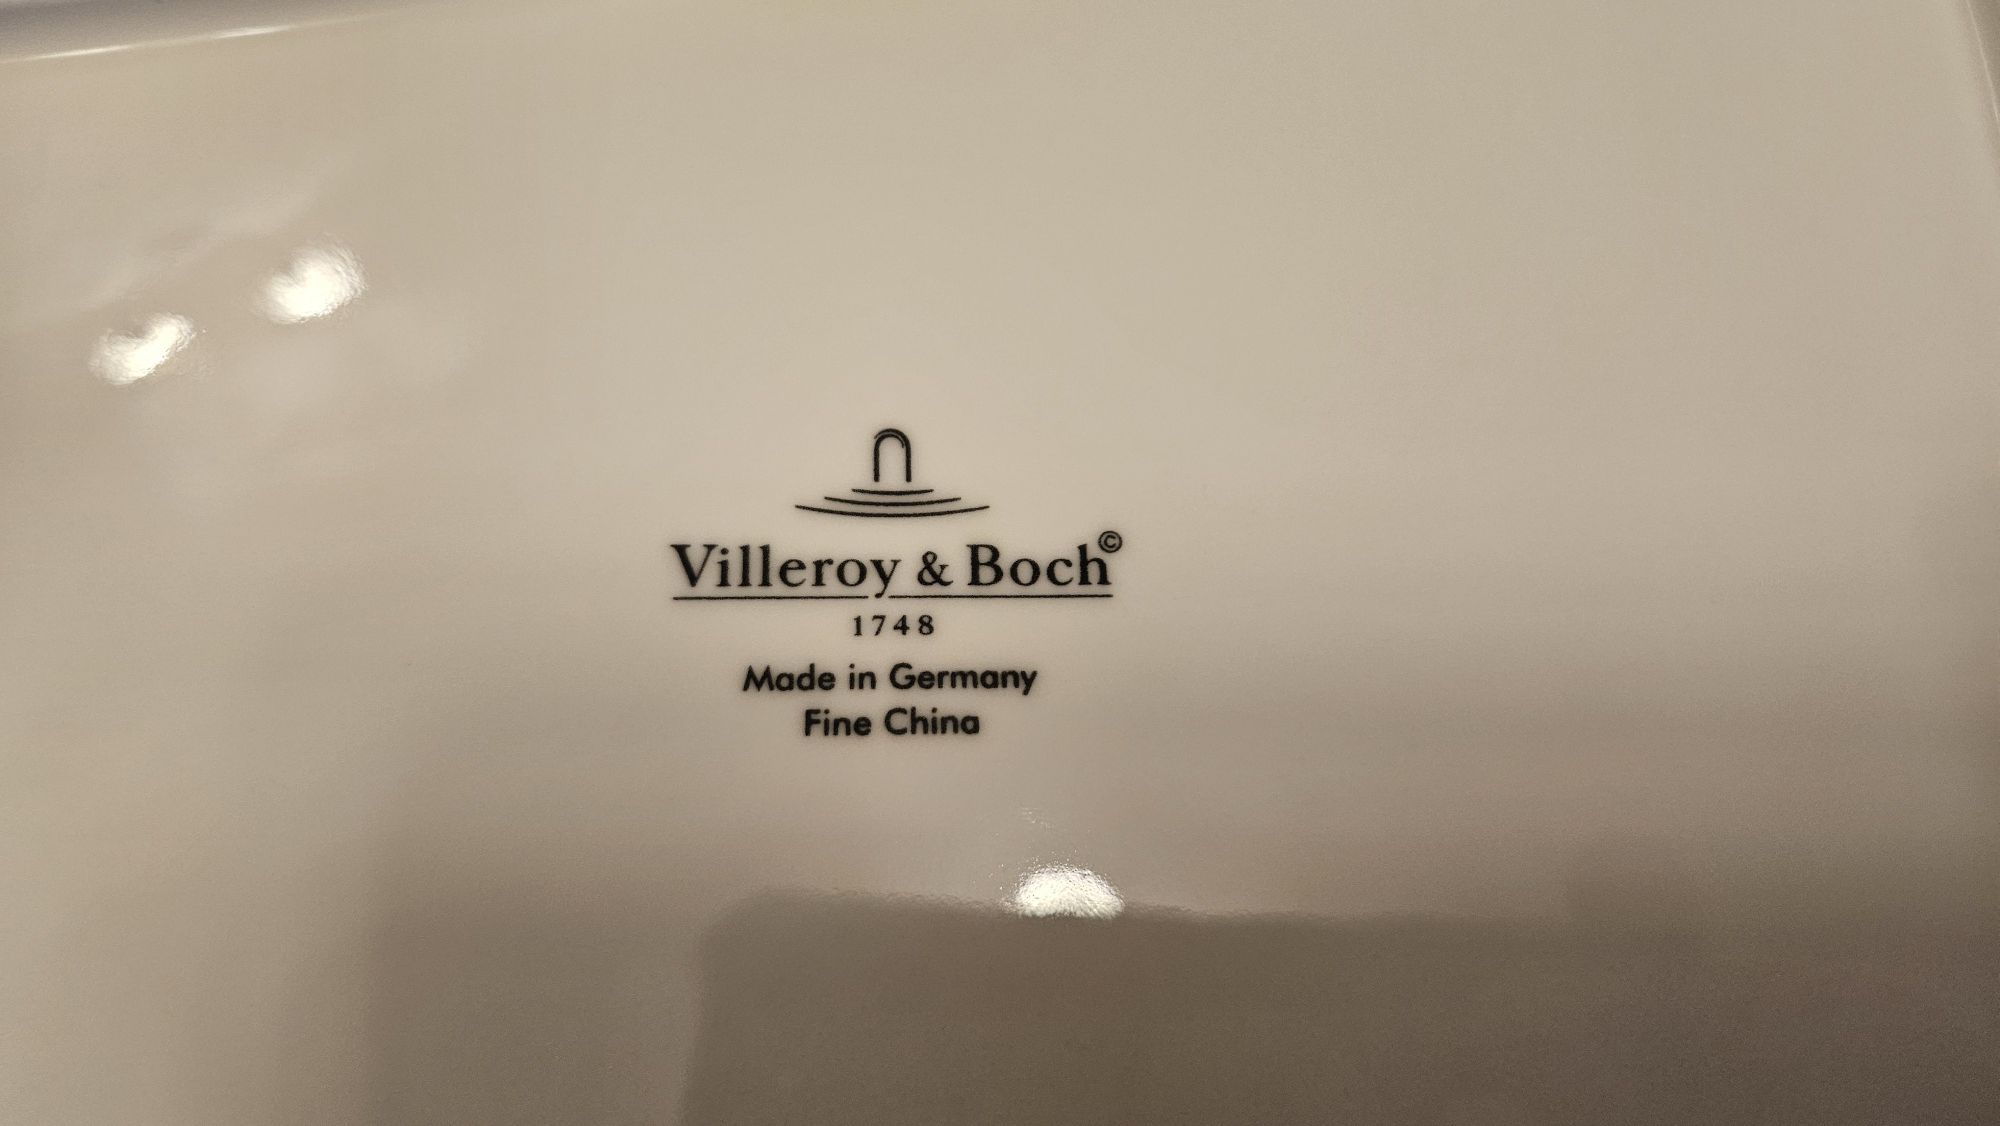 Villeroy & Boch©
1748
Made in Germany
Fine China